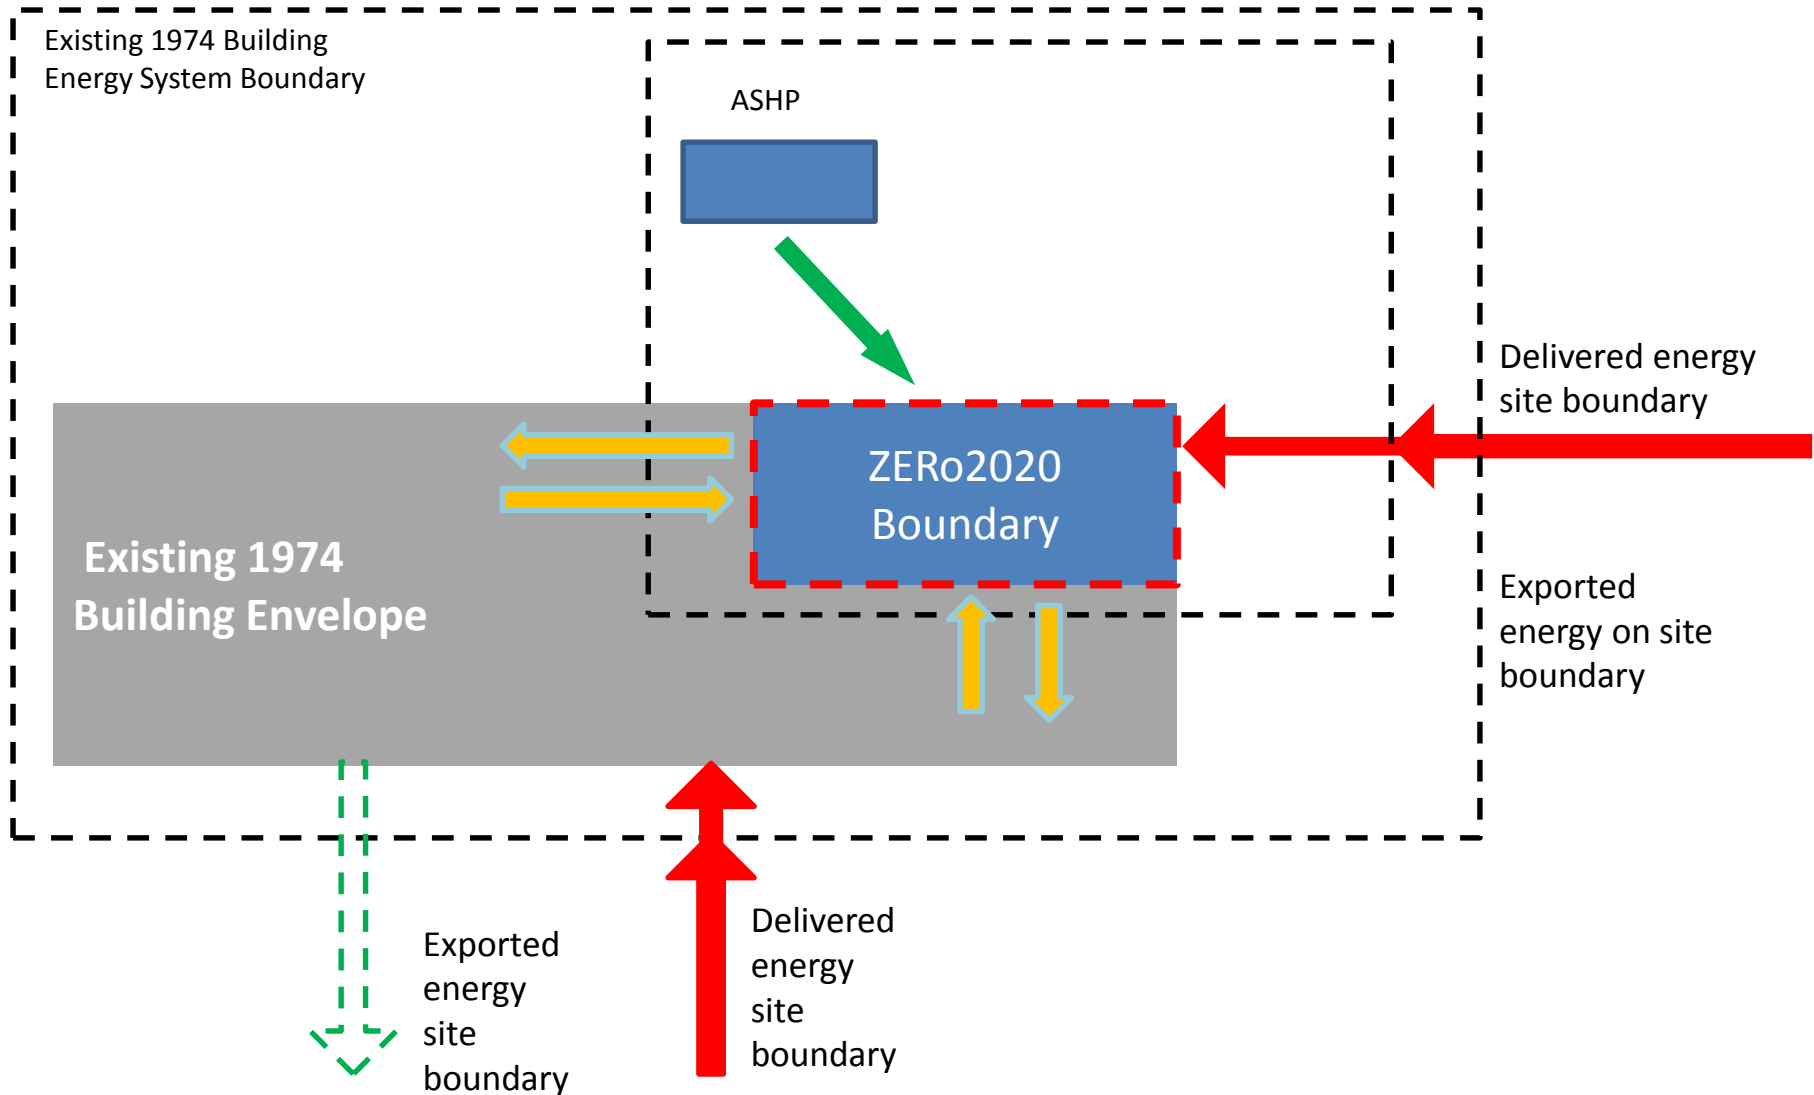 Existing 1974 Building
Energy System Boundary
ASHP
Delivered energy
site boundary
ZERo2020
Boundary
Existing 1974
Building Envelope
Exported
energy on site
boundary
Exported
energy
site
boundary
Delivered
energy
site
boundary